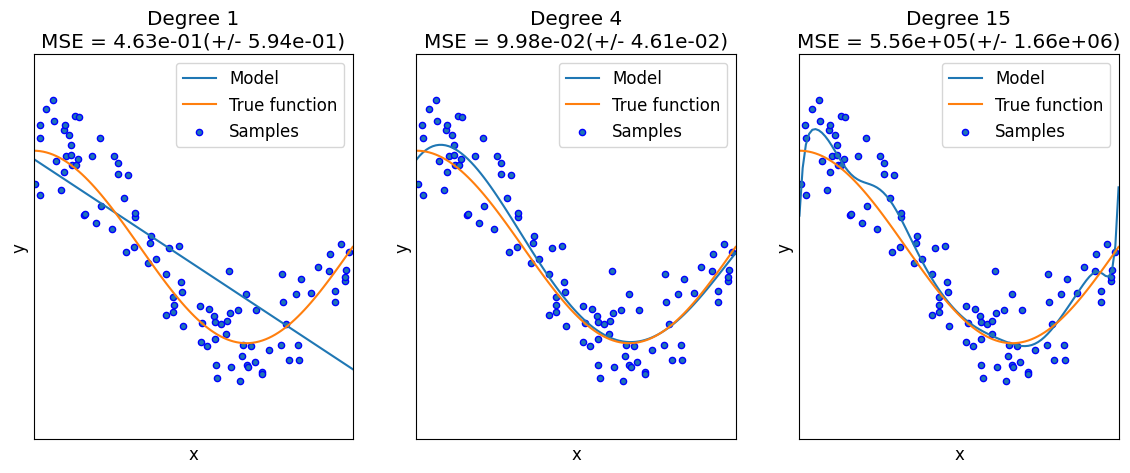 Degree 1
MSE = 4.63e-01(+/- 5.94e-01)
Model
True function
Samples
y
x
Degree 4
MSE = 9.98e-02(+/- 4.61e-02)
Model
True function
Samples
y
x
Degree 15
MSE = 5.56e+05(+/- 1.66e+06)
Model
True function
Samples
y
x